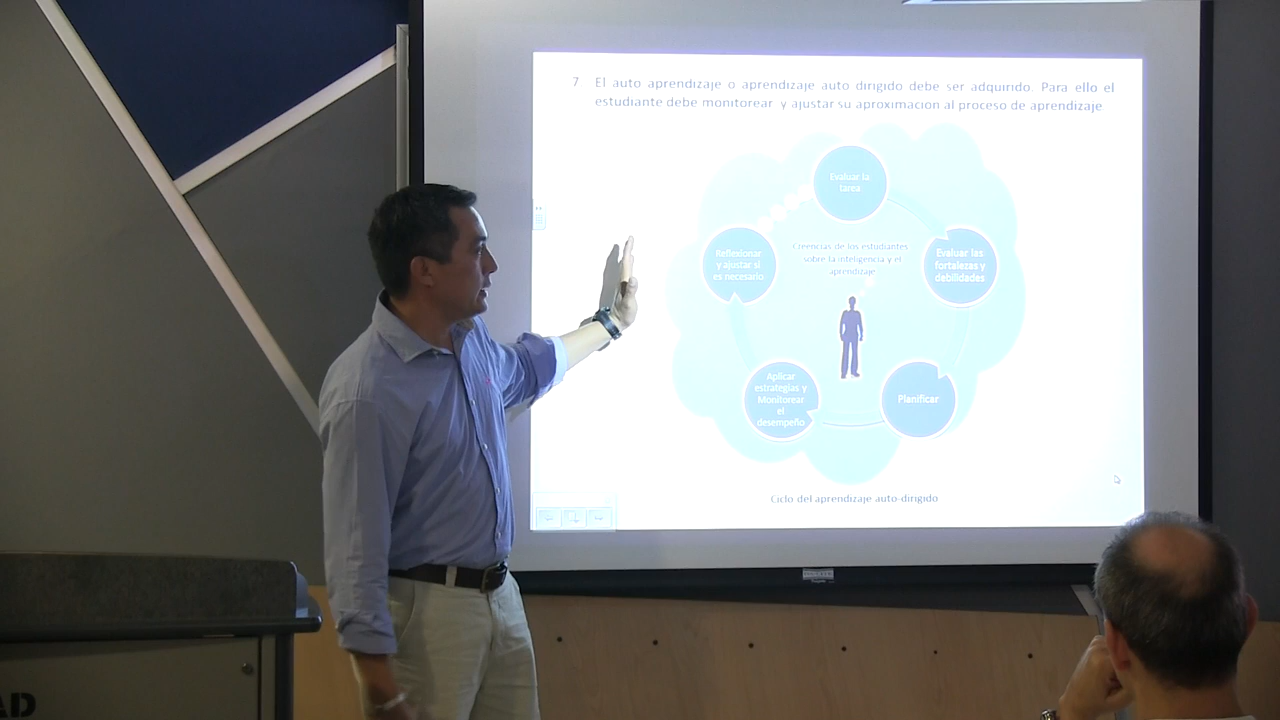 7 El auto aprendizaje o aprendizaje auto dirigido debe ser adquirido. Para ello el
estudiante debe monitorear y ajustar su aproximacion al proceso de aprendizaje
Evaluar la
tarea
Creencias de los estudiantes
sobre la inteligencia y el
aprendizaje
Reflexionar
y ajustar si
es necesario
Evaluar las
fortalezas y
debilidades
Aplicar
estrategias y
Monitorear
el
desempeño
Planificar
Ciclo del aprendizaje auto-dirigido
AD